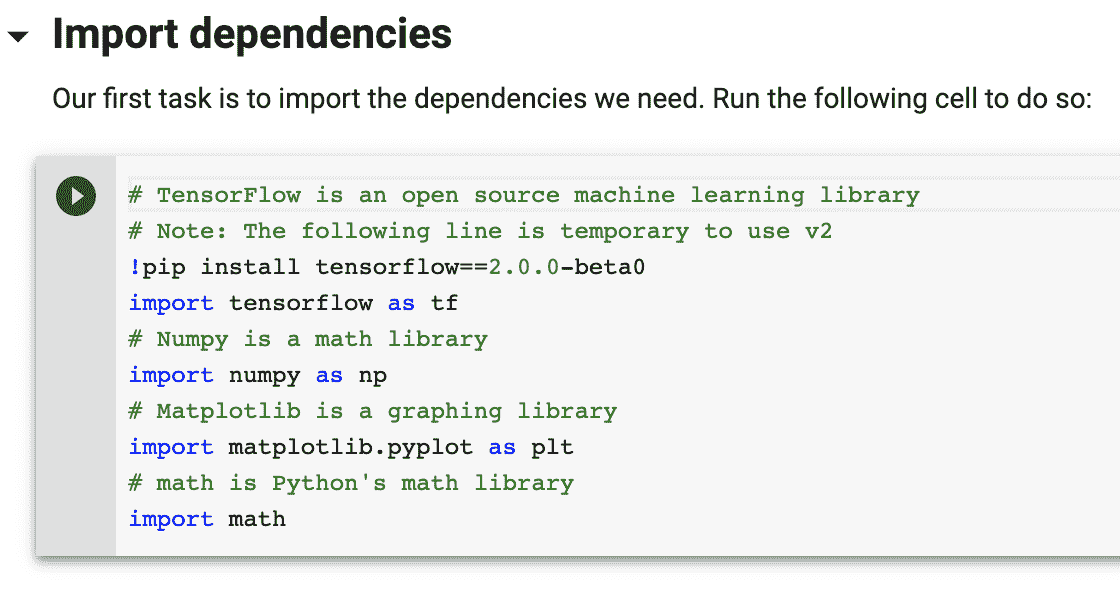 Import dependencies
Our first task is to import the dependencies we need. Run the following cell to do so:
# TensorFlow is an open source machine learning library
# Note: The following line is temporary to use v2
!pip install tensorflow==2.0.0-beta0
import tensorflow as tf
# Numpy is a math library
import numpy as np
# Matplotlib is a graphing library
import matplotlib.pyplot as plt
# math is Python's math library
import math